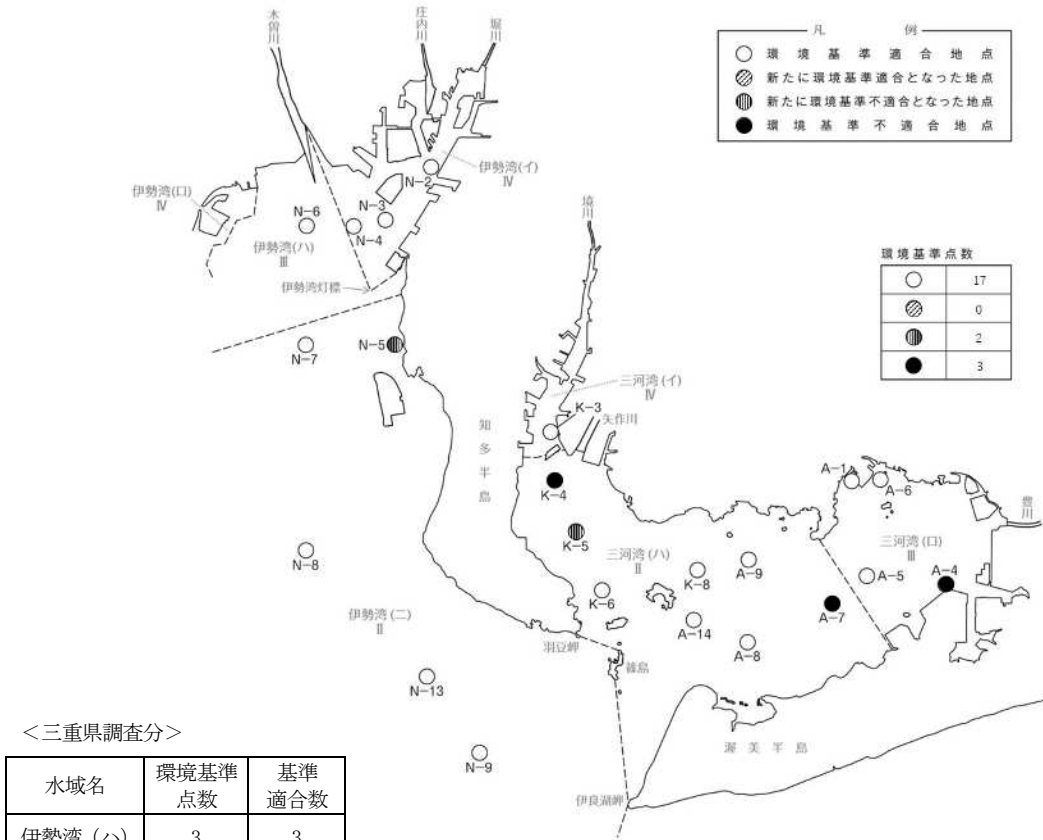 木曽川
庄内川
堀川
凡例
環境基準適合地点
新たに環境基準適合となった地点
新たに環境基準不適合となった地点
環境基準不適合地点
伊勢湾(イ)
Ⅳ
N-2
伊勢湾(ロ)
Ⅳ
N-6
N-3
N-4
伊勢湾(ハ)
Ⅲ
境川
伊勢湾灯標
環境基準点数
17
0
2
3
N-7
N-5
三河湾(イ)
Ⅳ
K-3
矢作川
知多半島
K-4
A-1
A-6
豊川
K-5
三河湾(ハ)
Ⅱ
三河湾(ロ)
Ⅲ
N-8
K-8
A-9
A-5
A-4
K-6
A-7
伊勢湾(ニ)
Ⅱ
A-14
A-8
羽豆岬
篠島
N-13
渥美半島
N-9
伊良湖岬
<三重県調査分>
水域名
環境基準
点数
基準
適合数
伊勢湾(ハ)
3
3